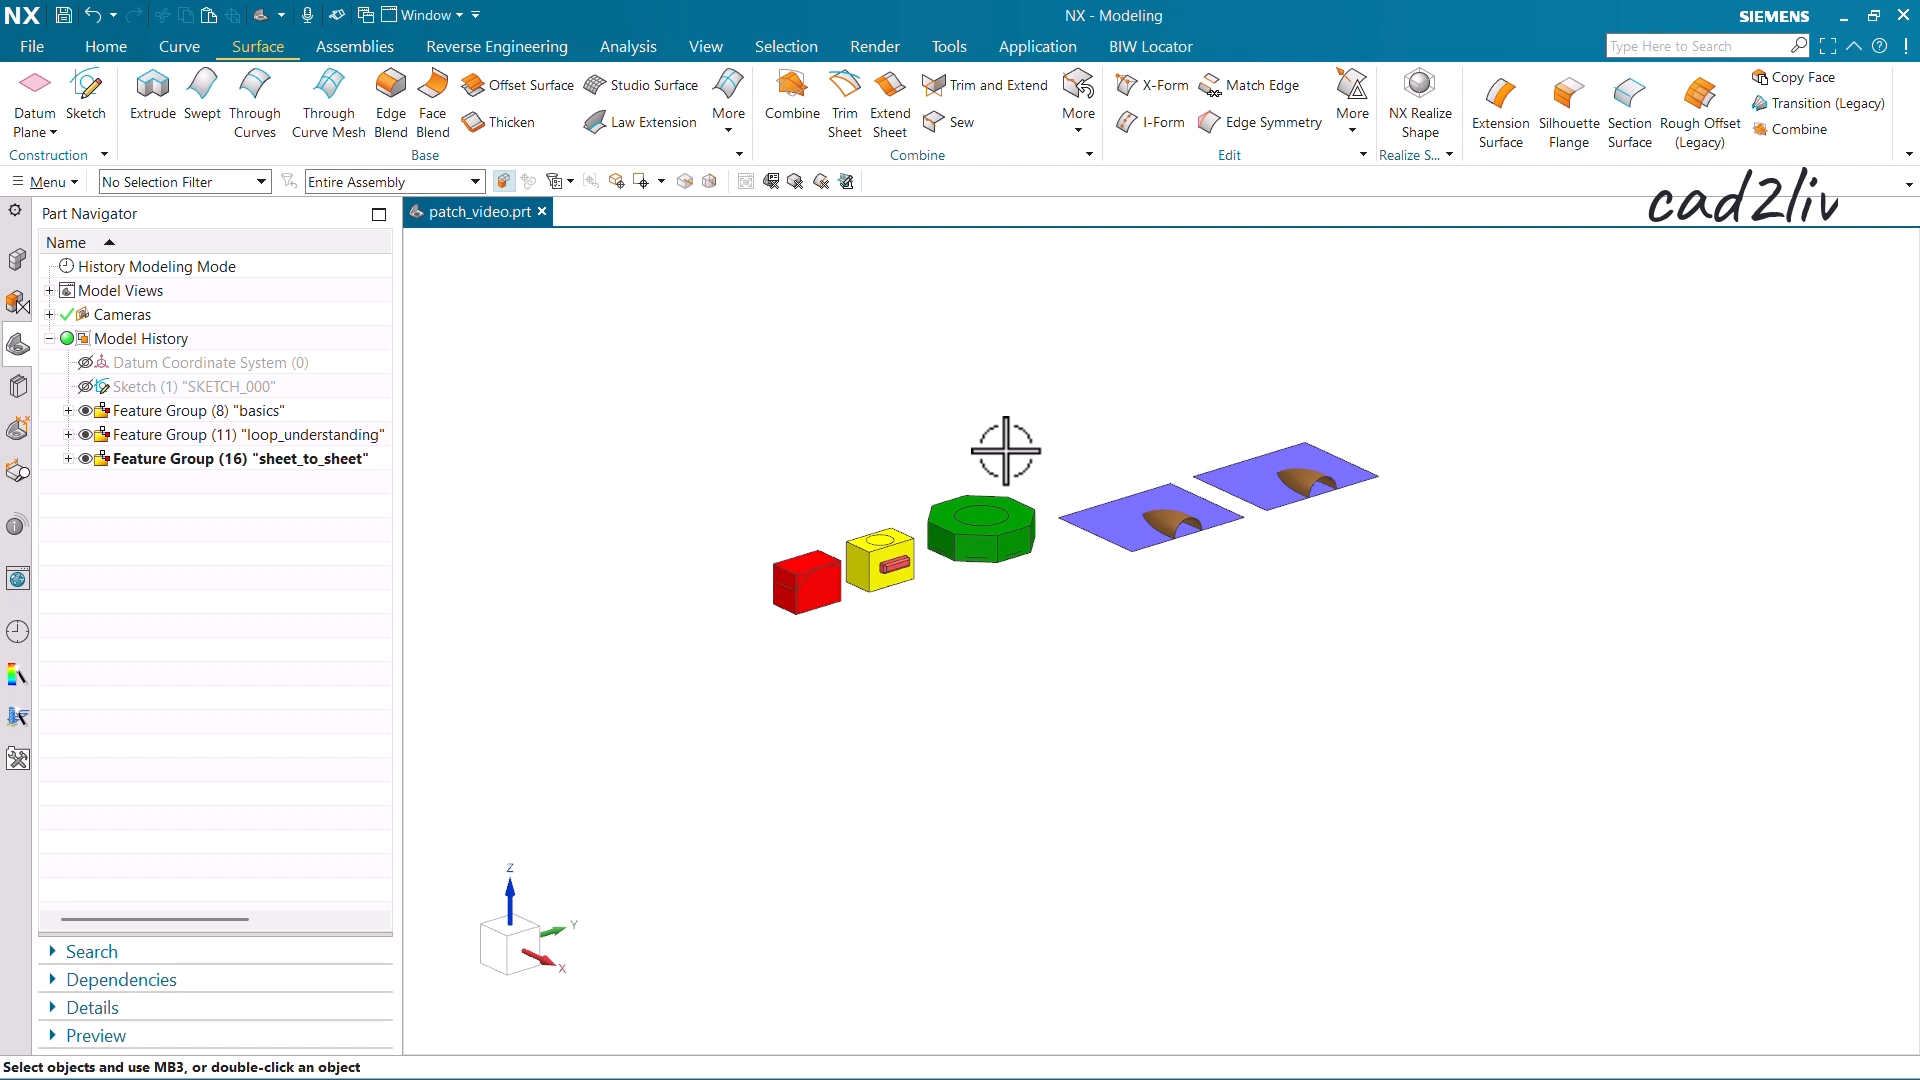 NX
Window
NX - Modeling
SIEMENS
File
Home
Curve
Surface
Assemblies
Reverse Engineering
Analysis
View
Selection
Render
Tools
Application
BIW Locator
Type Here to Search
Datum Plane
Sketch
Extrude
Swept
Through Curves
Through Curve Mesh
Edge Blend
Face Blend
Offset Surface
Thicken
Studio Surface
Law Extension
More
Combine
Trim Sheet
Extend Sheet
Trim and Extend
Sew
More
X-Form
I-Form
Match Edge
Edge Symmetry
More
NX Realize Shape
Extension Surface
Silhouette Flange
Section Surface
Rough Offset (Legacy)
Copy Face
Transition (Legacy)
Combine
Construction
Base
Combine
Edit
Realize S...
Menu
No Selection Filter
Entire Assembly
cad2liv
Part Navigator
patch_video.prt
Name
History Modeling Mode
Model Views
Cameras
Model History
Datum Coordinate System (0)
Sketch (1) "SKETCH_000"
Feature Group (8) "basics"
Feature Group (11) "loop_understanding"
Feature Group (16) "sheet_to_sheet"
Z
Y
X
Search
Dependencies
Details
Preview
Select objects and use MB3, or double-click an object